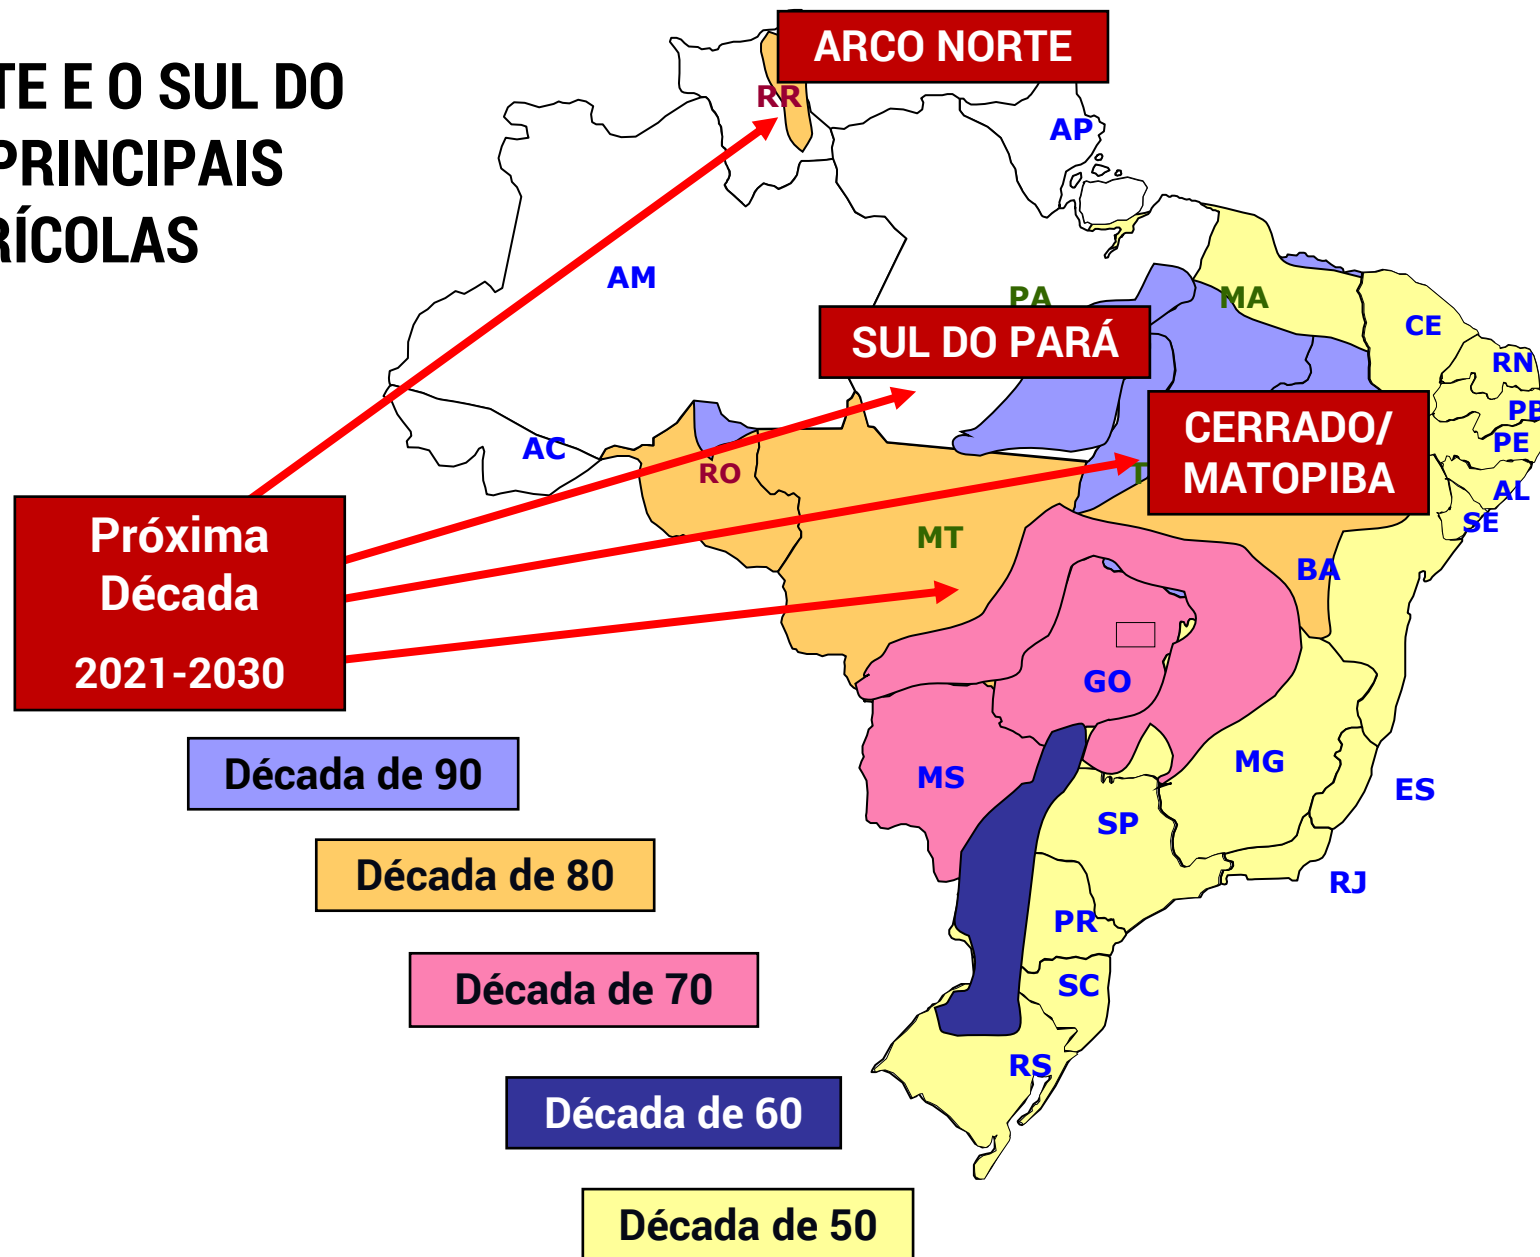 TE E O SUL DO
PRINCIPAIS
RÍCOLAS
ARCO NORTE
RR
AP
AM
PA
MA
CE
SUL DO PARÁ
RN
PB
CERRADO/
MATOPIBA
PE
AC
RO
T
AL
SE
MT
BA
Próxima
Década
2021-2030
GO
MS
MG
ES
SP
RJ
PR
SC
RS
Década de 90
Década de 80
Década de 70
Década de 60
Década de 50